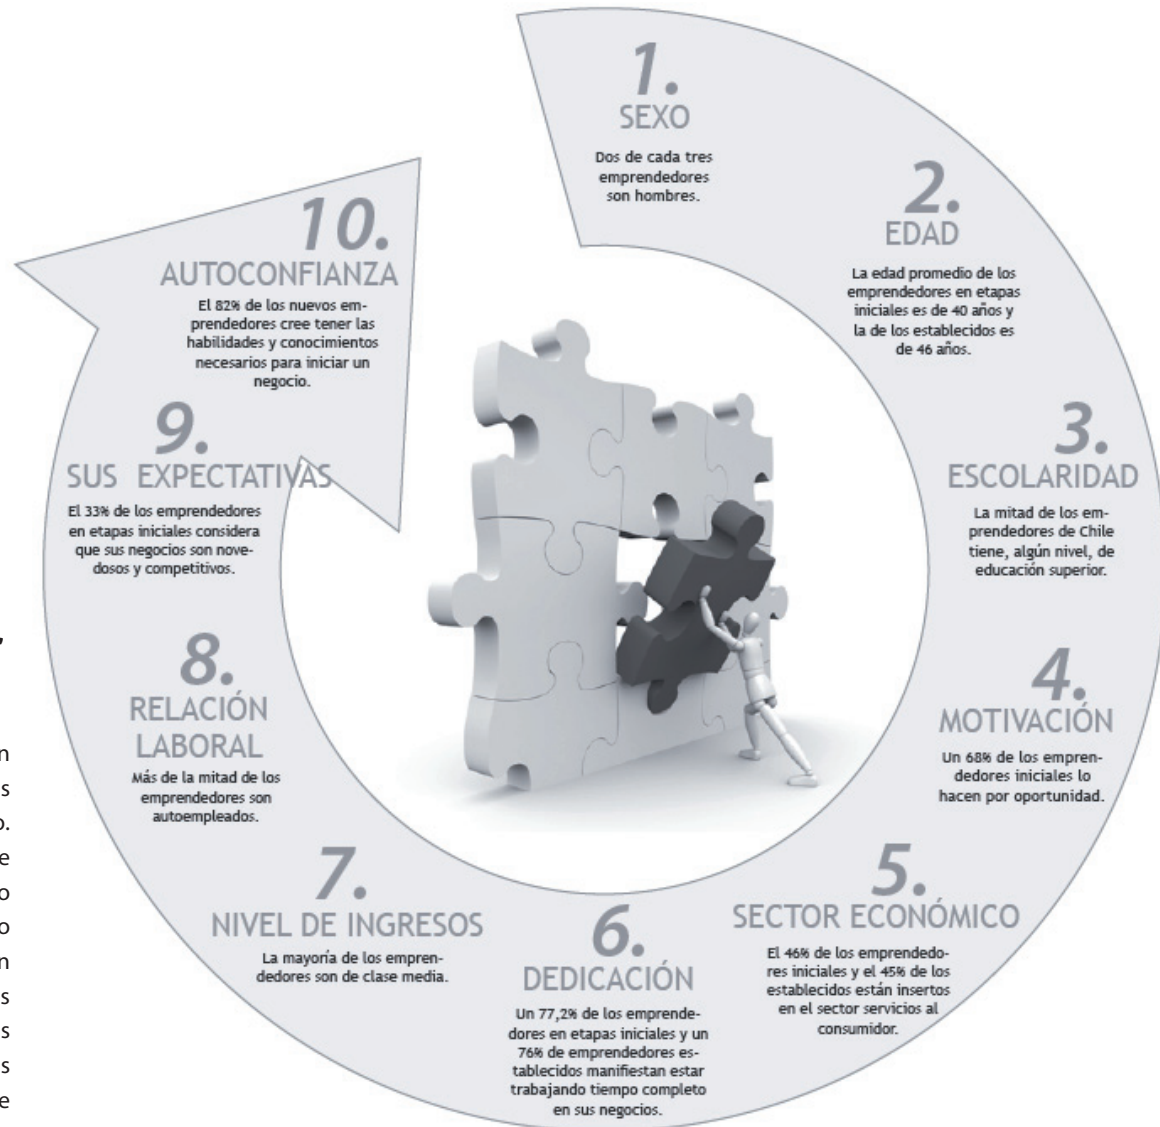 1.
SEXO
Dos de cada tres
emprendedores
son hombres.
2.
EDAD
La edad promedio de los
emprendedores en etapas
iniciales es de 40 años y
la de los establecidos es
de 46 años.
3.
ESCOLARIDAD
La mitad de los em-
prendedores de Chile
tiene, algún nivel, de
educación superior.
4.
MOTIVACIÓN
Un 68% de los empren-
dedores iniciales lo
hacen por oportunidad.
5.
SECTOR ECONÓMICO
El 46% de los emprendedo-
res iniciales y el 45% de los
establecidos están insertos
en el sector servicios al
consumidor.
6.
DEDICACIÓN
Un 77,2% de los emprende-
dores en etapas iniciales y un
76% de emprendedores es-
tablecidos manifiestan estar
trabajando tiempo completo
en sus negocios.
7.
NIVEL DE INGRESOS
La mayoría de los empren-
dedores son de clase media.
8.
RELACIÓN
LABORAL
Más de la mitad de los
emprendedores son
autoempleados.
9.
SUS EXPECTATIVAS
El 33% de los emprendedores
en etapas iniciales considera
que sus negocios son nove-
dosos y competitivos.
10.
AUTOCONFIANZA
El 82% de los nuevos em-
prendedores cree tener las
habilidades y conocimientos
necesarios para iniciar un
negocio.
,
n
s
o.
e
o
o
n
s
s
s
e